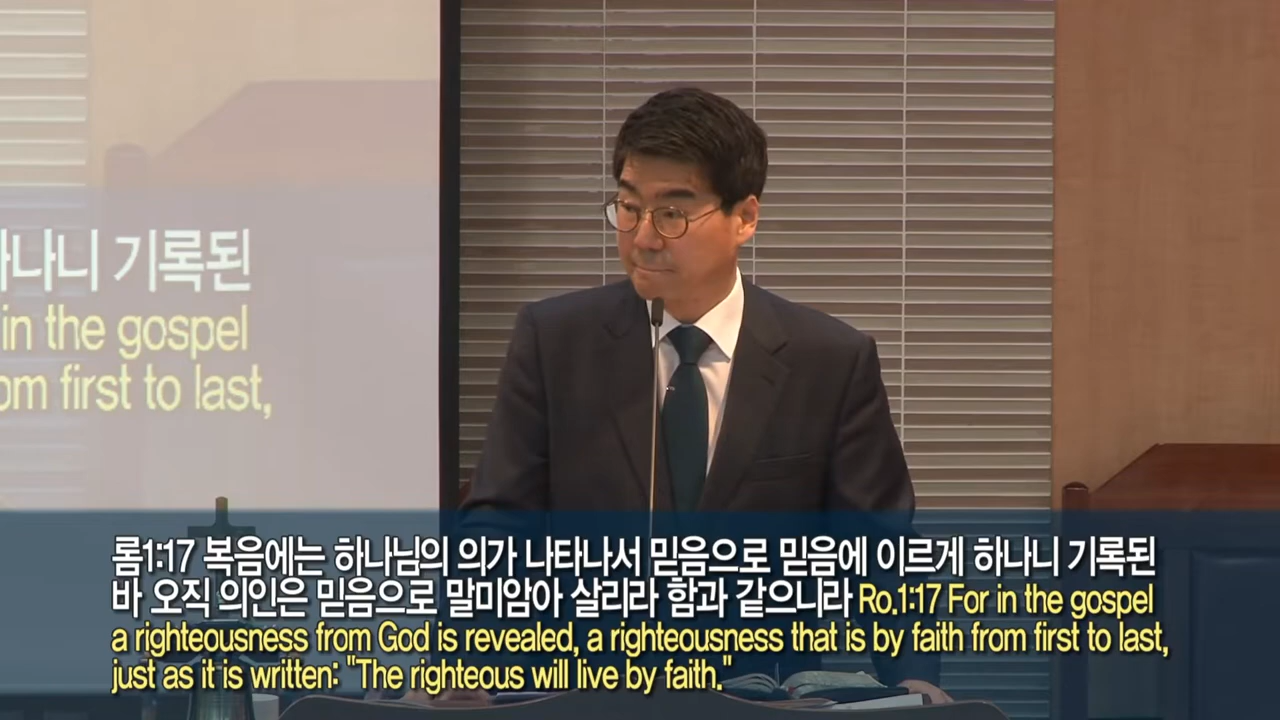 하나니 기록된
in the gospel
from first to last,
롬1:17 복음에는 하나님의 의가 나타나서 믿음으로 믿음에 이르게 하나니 기록된
바 오직 의인은 믿음으로 말미암아 살리라 함과 같으니라 Ro.1:17 For in the gospel
a righteousness from God is revealed, a righteousness that is by faith from first to last,
just as it is written: "The righteous will live by faith."